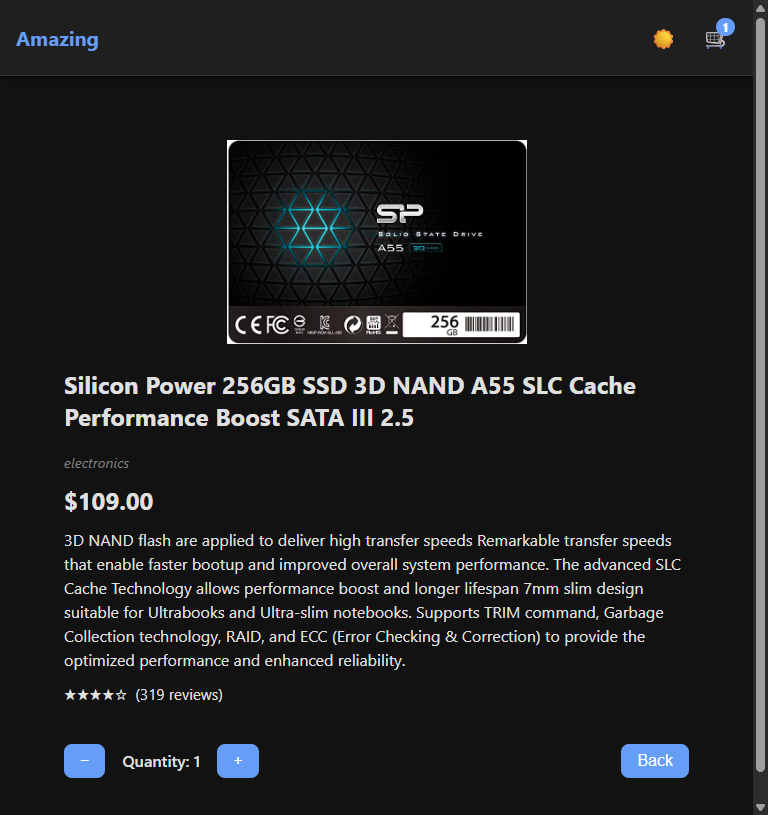 Amazing
1
SP
Solid State Drive
A55 3D NAND
256
GB
Silicon Power 256GB SSD 3D NAND A55 SLC Cache
Performance Boost SATA III 2.5
electronics
$109.00
3D NAND flash are applied to deliver high transfer speeds Remarkable transfer speeds
that enable faster bootup and improved overall system performance. The advanced SLC
Cache Technology allows performance boost and longer lifespan 7mm slim design
suitable for Ultrabooks and Ultra-slim notebooks. Supports TRIM command, Garbage
Collection technology, RAID, and ECC (Error Checking & Correction) to provide the
optimized performance and enhanced reliability.
★★★★☆ (319 reviews)
− Quantity: 1 + Back